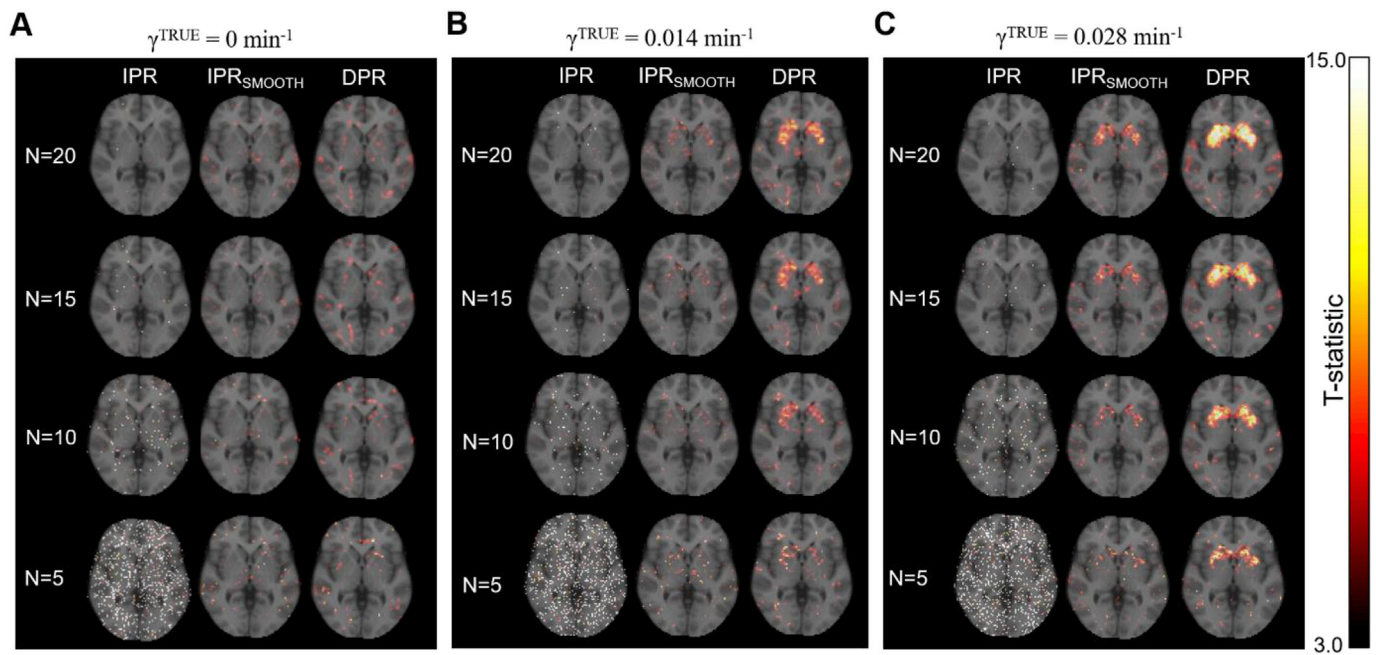 A
B
C
γTRUE = 0 min-1
γTRUE = 0.014 min-1
γTRUE = 0.028 min-1
IPR IPRSMOOTH DPR
IPR IPRSMOOTH DPR
IPR IPRSMOOTH DPR
N=20
N=15
N=10
N=5
N=20
N=15
N=10
N=5
N=20
N=15
N=10
N=5
15.0
T-statistic
3.0